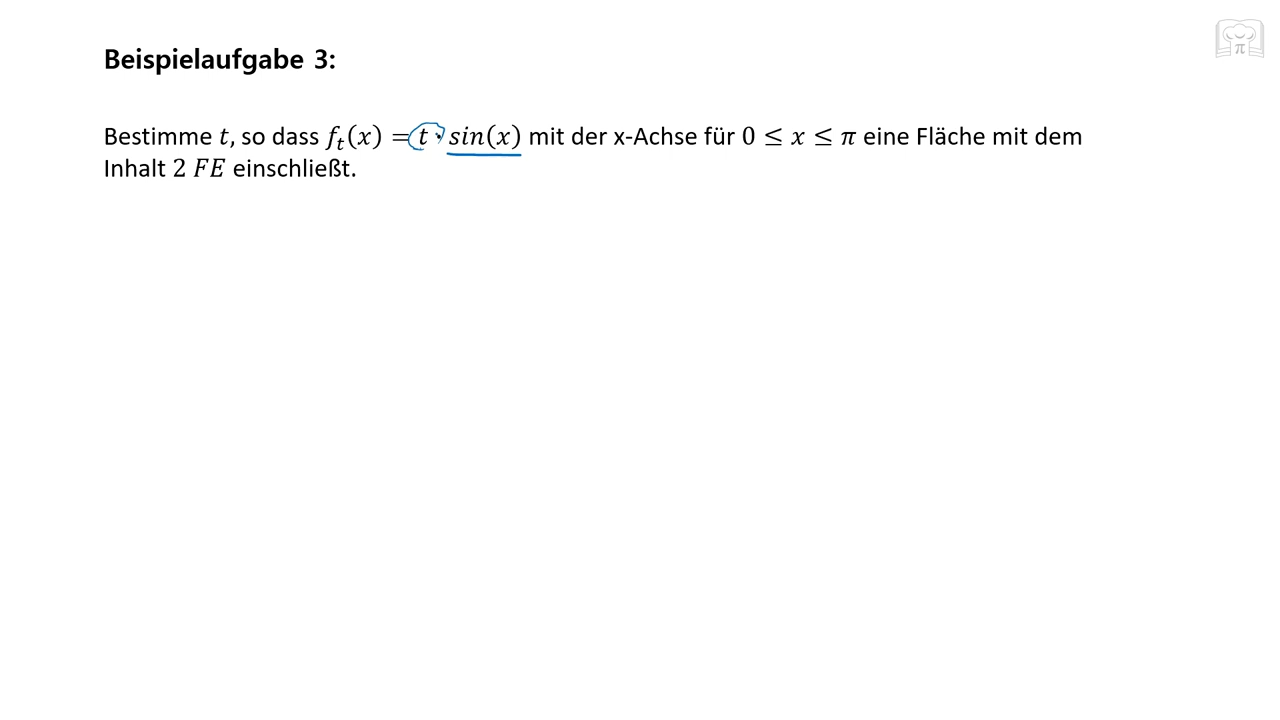 Beispielaufgabe 3:
Bestimme t, so dass fₜ(x) = t · sin(x) mit der x-Achse für 0 ≤ x ≤ π eine Fläche mit dem
Inhalt 2 FE einschließt.
π